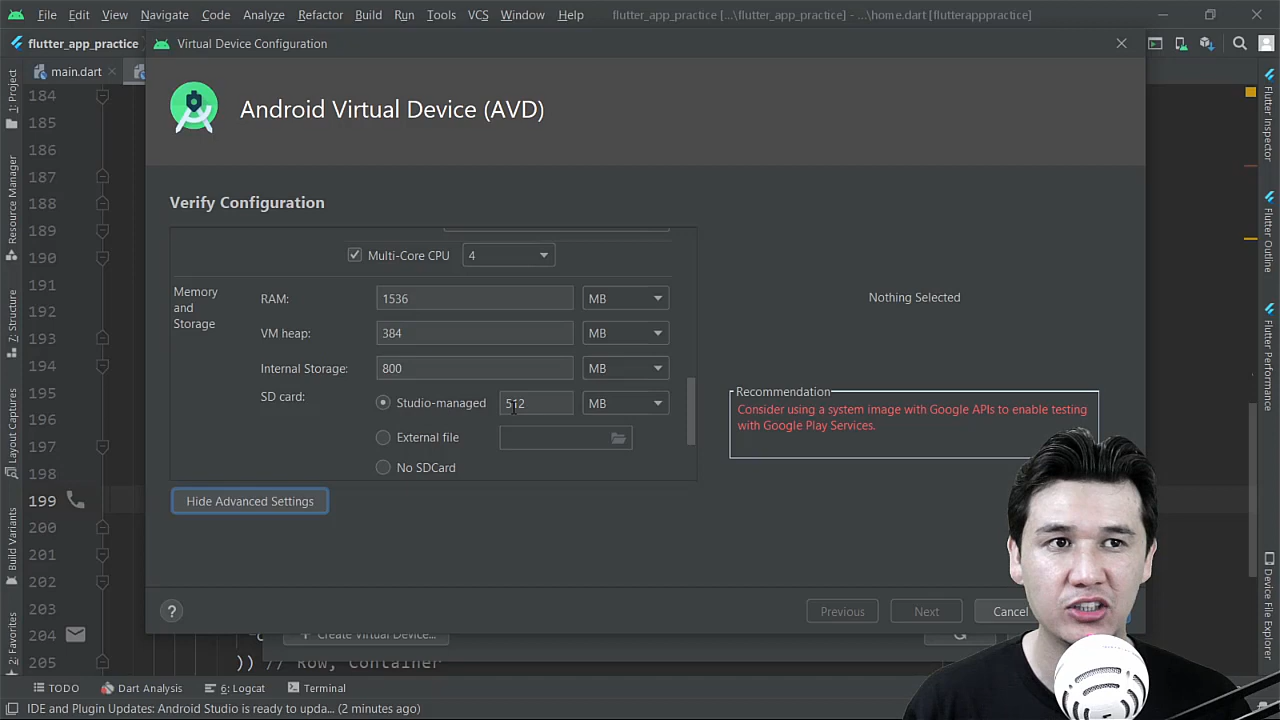 File Edit View Navigate Code Analyze Refactor Build Run Tools VCS Window Help flutter_app_practice [...\flutter_app_practice] - ...\home.dart [flutterapppractice]
flutter_app_practice
Virtual Device Configuration
main.dart
Android Virtual Device (AVD)
Verify Configuration
Multi-Core CPU 4
Memory and Storage
RAM: 1536 MB
VM heap: 384 MB
Internal Storage: 800 MB
SD card:
Studio-managed 512 MB
External file
No SDCard
Nothing Selected
Recommendation
Consider using a system image with Google APIs to enable testing
with Google Play Services.
Hide Advanced Settings
? Previous Next Cancel
+ Create Virtual Device...
)) // Row, Container
184
185
186
187
188
189
190
191
192
193
194
195
196
197
198
199
200
201
202
203
204
205
1: Project
Resource Manager
7: Structure
Layout Captures
Build Variants
2: Favorites
Flutter Inspector
Flutter Outline
Flutter Performance
Device File Explorer
TODO Dart Analysis 6: Logcat Terminal
IDE and Plugin Updates: Android Studio is ready to upda... (2 minutes ago)